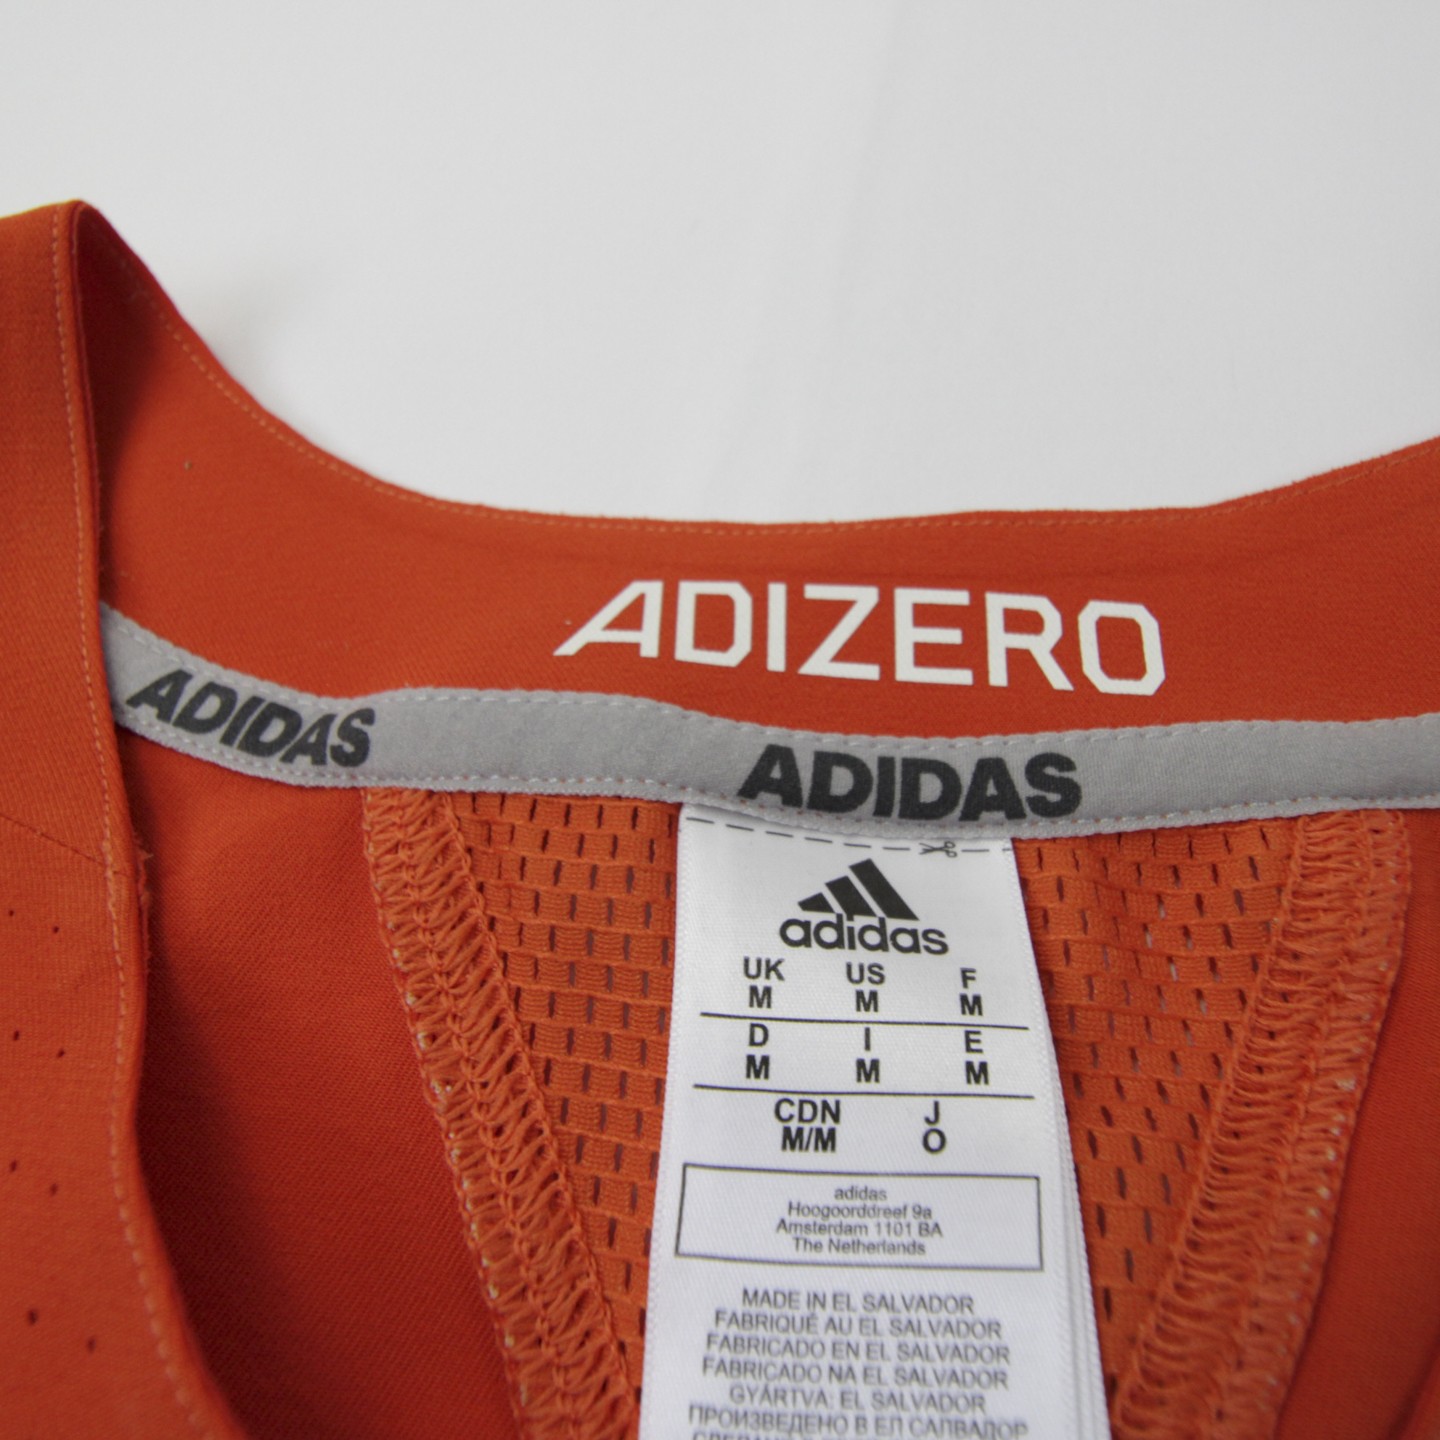 ADIZERO
ADIDAS ADIDAS
adidas
UK US F
M M M
D I E
M M M
CDN J
M/M O
adidas
Hoogoorddreef 9a
Amsterdam 1101 BA
The Netherlands
MADE IN EL SALVADOR
FABRIQUÉ AU EL SALVADOR
FABRICADO EN EL SALVADOR
FABRICADO NA EL SALVADOR
GYÁRTVA: EL SALVADOR
ПРОИЗВЕДЕНО В ЕЛ САЛВАДОР